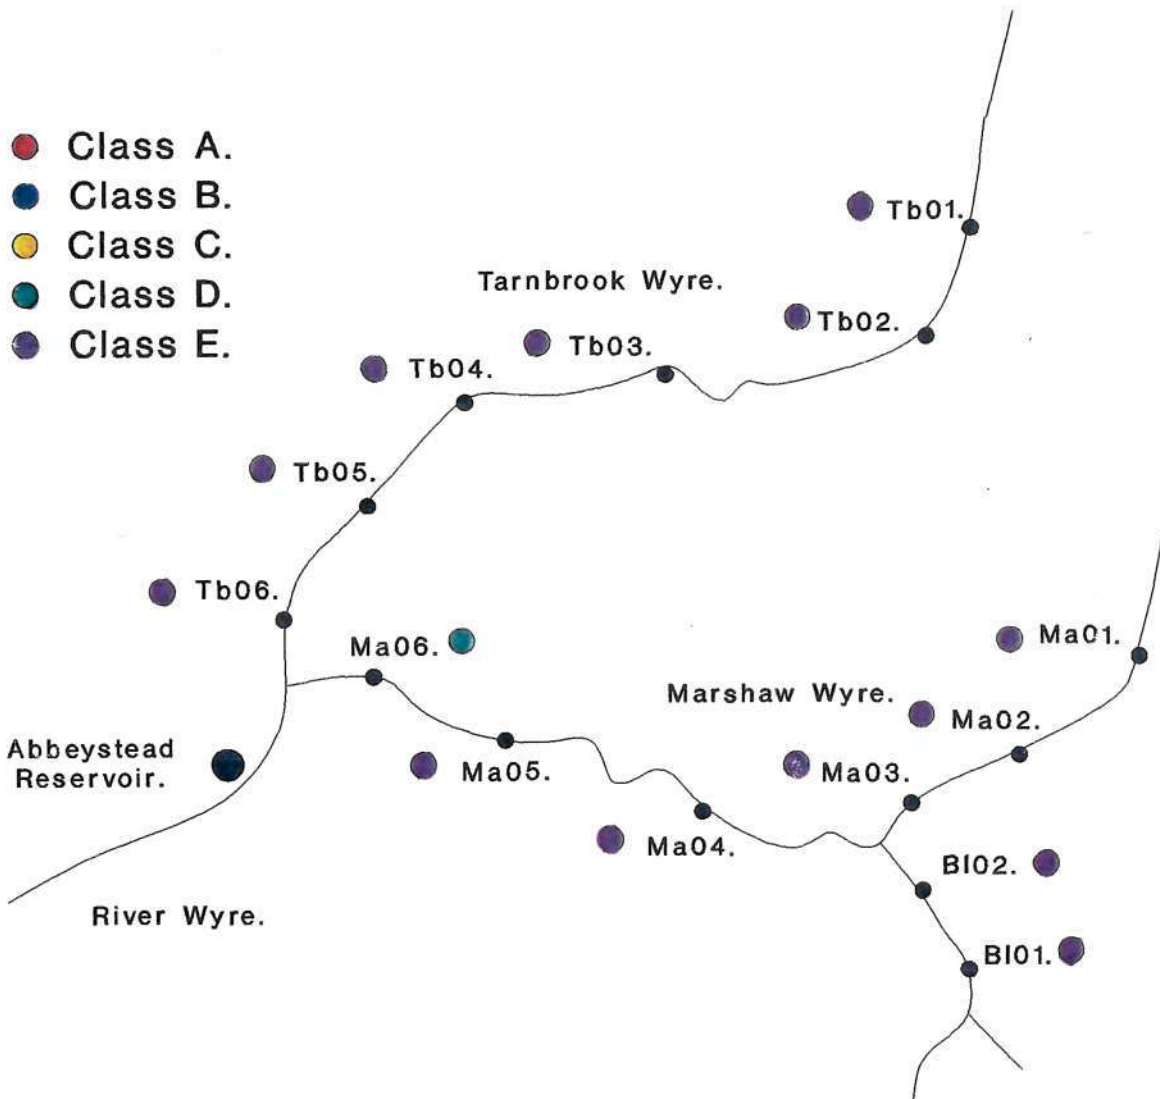 Class A.
Class B.
Class C.
Class D.
Class E.
Tb01.
Tarnbrook Wyre.
Tb02.
Tb03.
Tb04.
Tb05.
Tb06.
Ma06.
Ma01.
Marshaw Wyre.
Ma02.
Abbeystead
Reservoir.
Ma05.
Ma03.
Ma04.
Bl02.
River Wyre.
Bl01.